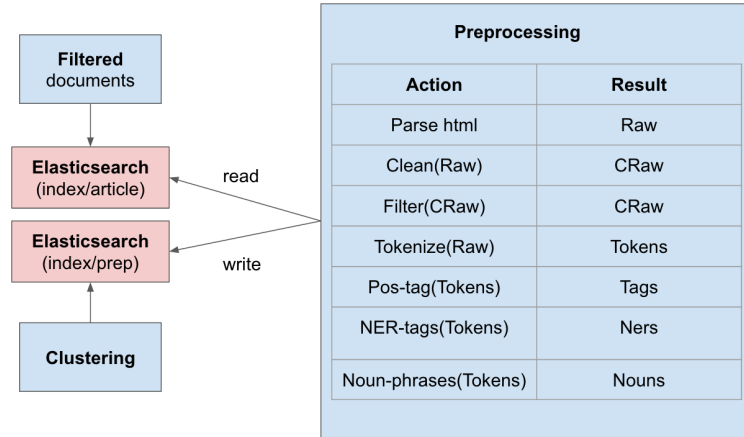 Filtered
documents
Elasticsearch
(index/article)
Elasticsearch
(index/prep)
Clustering
read
write
Preprocessing
Action Result
Parse html Raw
Clean(Raw) CRaw
Filter(CRaw) CRaw
Tokenize(Raw) Tokens
Pos-tag(Tokens) Tags
NER-tags(Tokens) Ners
Noun-phrases(Tokens) Nouns